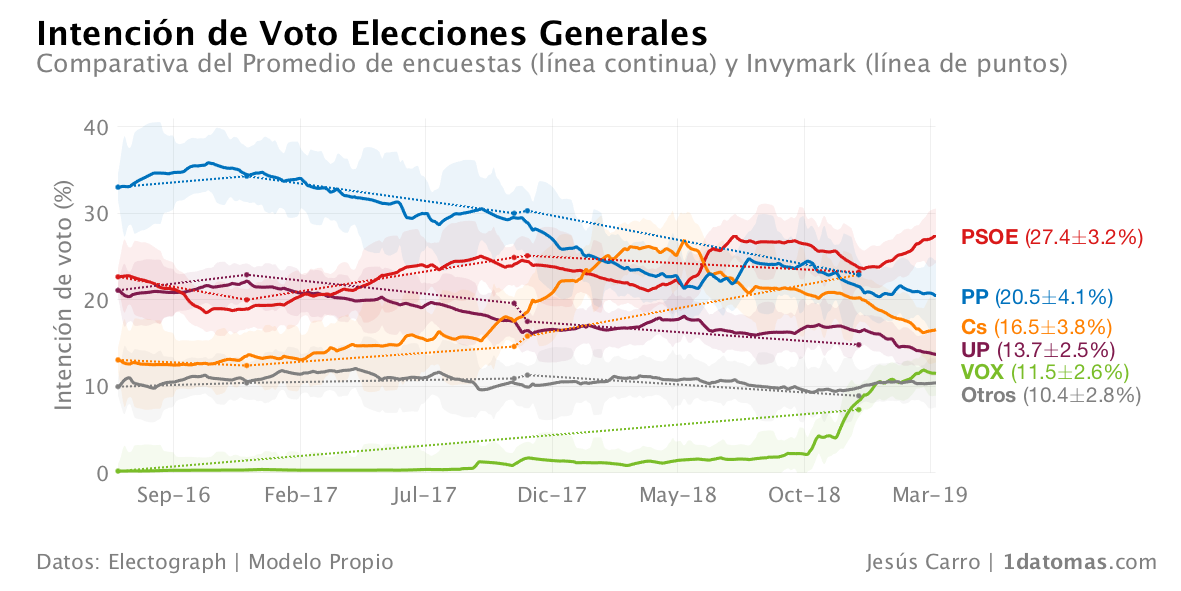 Intención de Voto Elecciones Generales
Comparativa del Promedio de encuestas (línea continua) y Invymark (línea de puntos)
Intención de voto (%)
40
30
20
10
0
Sep–16
Feb–17
Jul–17
Dic–17
May–18
Oct–18
Mar–19
PSOE (27.4±3.2%)
PP (20.5±4.1%)
Cs (16.5±3.8%)
UP (13.7±2.5%)
VOX (11.5±2.6%)
Otros (10.4±2.8%)
Datos: Electograph | Modelo Propio
Jesús Carro | 1datomas.com